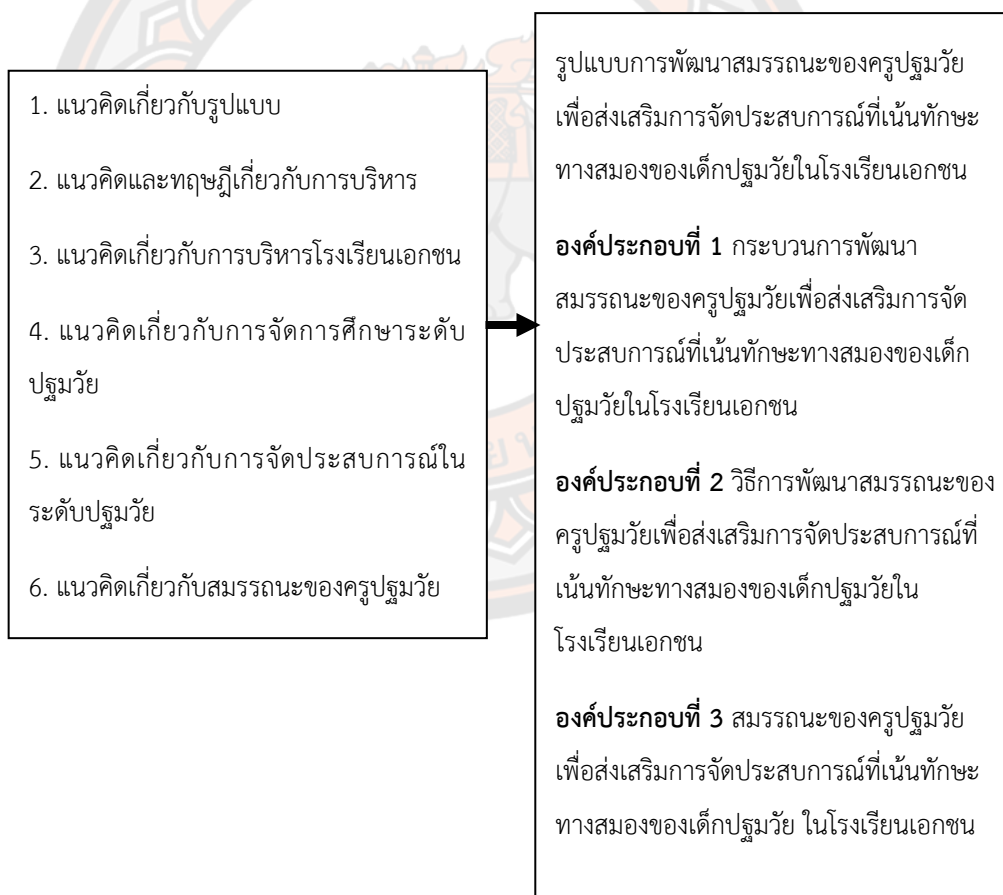 1. แนวคิดเกี่ยวกับรูปแบบ
2. แนวคิดและทฤษฎีเกี่ยวกับการบริหาร
3. แนวคิดเกี่ยวกับการบริหารโรงเรียนเอกชน
4. แนวคิดเกี่ยวกับการจัดการศึกษาระดับ
ปฐมวัย
5. แนวคิดเกี่ยวกับการจัดประสบการณ์ใน
ระดับปฐมวัย
6. แนวคิดเกี่ยวกับสมรรถนะของครูปฐมวัย
รูปแบบการพัฒนาสมรรถนะของครูปฐมวัย
เพื่อส่งเสริมการจัดประสบการณ์ที่เน้นทักษะ
ทางสมองของเด็กปฐมวัยในโรงเรียนเอกชน
องค์ประกอบที่ 1 กระบวนการพัฒนา
สมรรถนะของครูปฐมวัยเพื่อส่งเสริมการจัด
ประสบการณ์ที่เน้นทักษะทางสมองของเด็ก
ปฐมวัยในโรงเรียนเอกชน
องค์ประกอบที่ 2 วิธีการพัฒนาสมรรถนะของ
ครูปฐมวัยเพื่อส่งเสริมการจัดประสบการณ์ที่
เน้นทักษะทางสมองของเด็กปฐมวัยใน
โรงเรียนเอกชน
องค์ประกอบที่ 3 สมรรถนะของครูปฐมวัย
เพื่อส่งเสริมการจัดประสบการณ์ที่เน้นทักษะ
ทางสมองของเด็กปฐมวัย ในโรงเรียนเอกชน